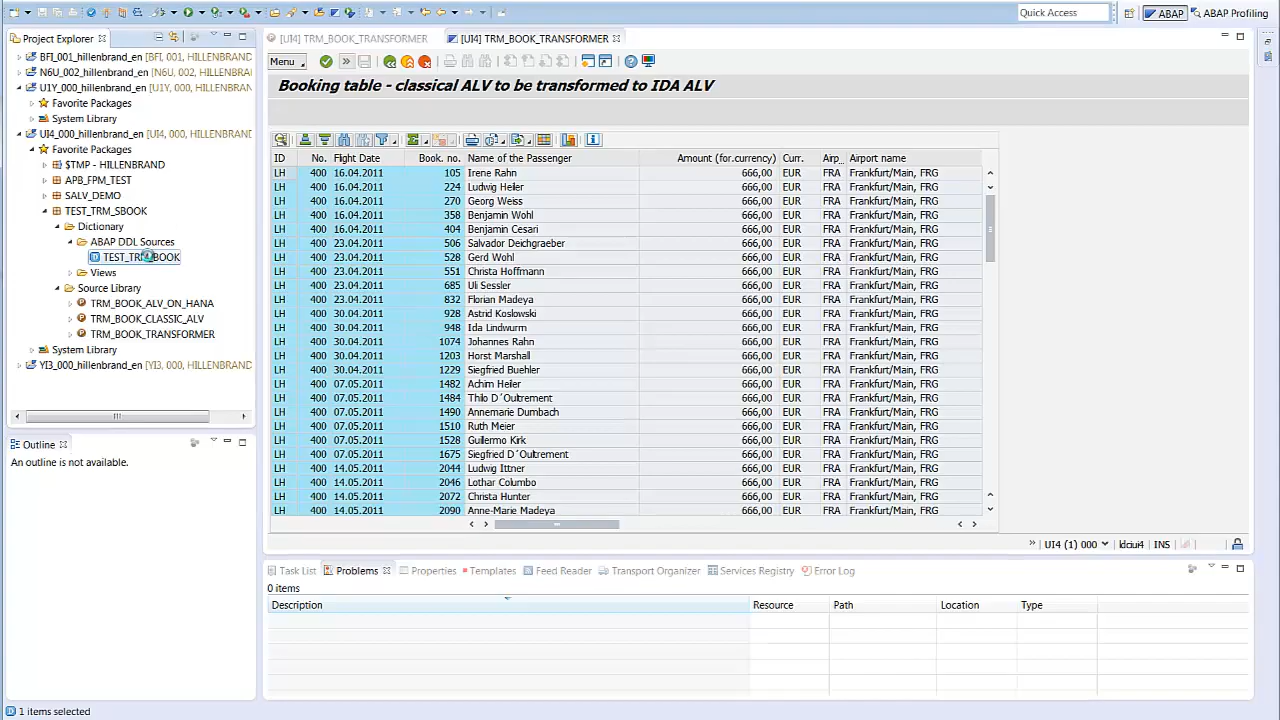 Quick Access
ABAP
ABAP Profiling
Project Explorer
BFI_001_hillenbrand_en [BFI, 001, HILLENBRAND
N6U_002_hillenbrand_en [N6U, 002, HILLENBRAND
U1Y_000_hillenbrand_en [U1Y, 000, HILLENBRAND
Favorite Packages
System Library
UI4_000_hillenbrand_en [UI4, 000, HILLENBRAND
Favorite Packages
$TMP - HILLENBRAND
APB_FPM_TEST
SALV_DEMO
TEST_TRM_SBOOK
Dictionary
ABAP DDL Sources
Views
Source Library
TRM_BOOK_ALV_ON_HANA
TRM_BOOK_CLASSIC_ALV
TRM_BOOK_TRANSFORMER
System Library
YI3_000_hillenbrand_en [YI3, 000, HILLENBRAND
Outline
An outline is not available.
1 items selected
[UI4] TRM_BOOK_TRANSFORMER
[UI4] TRM_BOOK_TRANSFORMER
Menu
Booking table - classical ALV to be transformed to IDA ALV
ID No. Flight Date Book. no. Name of the Passenger Amount (for.currency) Curr. Airp_ Airport name
LH 400 16.04.2011 105 Irene Rahn 666,00 EUR FRA Frankfurt/Main, FRG
LH 400 16.04.2011 224 Ludwig Heiler 666,00 EUR FRA Frankfurt/Main, FRG
LH 400 16.04.2011 270 Georg Weiss 666,00 EUR FRA Frankfurt/Main, FRG
LH 400 16.04.2011 358 Benjamin Wohl 666,00 EUR FRA Frankfurt/Main, FRG
LH 400 16.04.2011 404 Benjamin Cesari 666,00 EUR FRA Frankfurt/Main, FRG
LH 400 23.04.2011 506 Salvador Deichgraeber 666,00 EUR FRA Frankfurt/Main, FRG
LH 400 23.04.2011 528 Gerd Wohl 666,00 EUR FRA Frankfurt/Main, FRG
LH 400 23.04.2011 551 Christa Hoffmann 666,00 EUR FRA Frankfurt/Main, FRG
LH 400 23.04.2011 685 Uli Sessler 666,00 EUR FRA Frankfurt/Main, FRG
LH 400 23.04.2011 832 Florian Madeya 666,00 EUR FRA Frankfurt/Main, FRG
LH 400 30.04.2011 928 Astrid Koslowski 666,00 EUR FRA Frankfurt/Main, FRG
LH 400 30.04.2011 948 Ida Lindwurm 666,00 EUR FRA Frankfurt/Main, FRG
LH 400 30.04.2011 1074 Johannes Rahn 666,00 EUR FRA Frankfurt/Main, FRG
LH 400 30.04.2011 1203 Horst Marshall 666,00 EUR FRA Frankfurt/Main, FRG
LH 400 30.04.2011 1229 Siegfried Buehler 666,00 EUR FRA Frankfurt/Main, FRG
LH 400 07.05.2011 1482 Achim Heiler 666,00 EUR FRA Frankfurt/Main, FRG
LH 400 07.05.2011 1484 Thilo D´Oultrement 666,00 EUR FRA Frankfurt/Main, FRG
LH 400 07.05.2011 1490 Annemarie Dumbach 666,00 EUR FRA Frankfurt/Main, FRG
LH 400 07.05.2011 1510 Ruth Meier 666,00 EUR FRA Frankfurt/Main, FRG
LH 400 07.05.2011 1528 Guillermo Kirk 666,00 EUR FRA Frankfurt/Main, FRG
LH 400 07.05.2011 1675 Siegfried D´Oultrement 666,00 EUR FRA Frankfurt/Main, FRG
LH 400 14.05.2011 2044 Ludwig Ittner 666,00 EUR FRA Frankfurt/Main, FRG
LH 400 14.05.2011 2046 Lothar Columbo 666,00 EUR FRA Frankfurt/Main, FRG
LH 400 14.05.2011 2072 Christa Hunter 666,00 EUR FRA Frankfurt/Main, FRG
LH 400 14.05.2011 2090 Anne-Marie Madeya 666,00 EUR FRA Frankfurt/Main, FRG
UI4 (1) 000 ldciui4 INS
Task List Problems Properties Templates Feed Reader Transport Organizer Services Registry Error Log
0 items
Description Resource Path Location Type